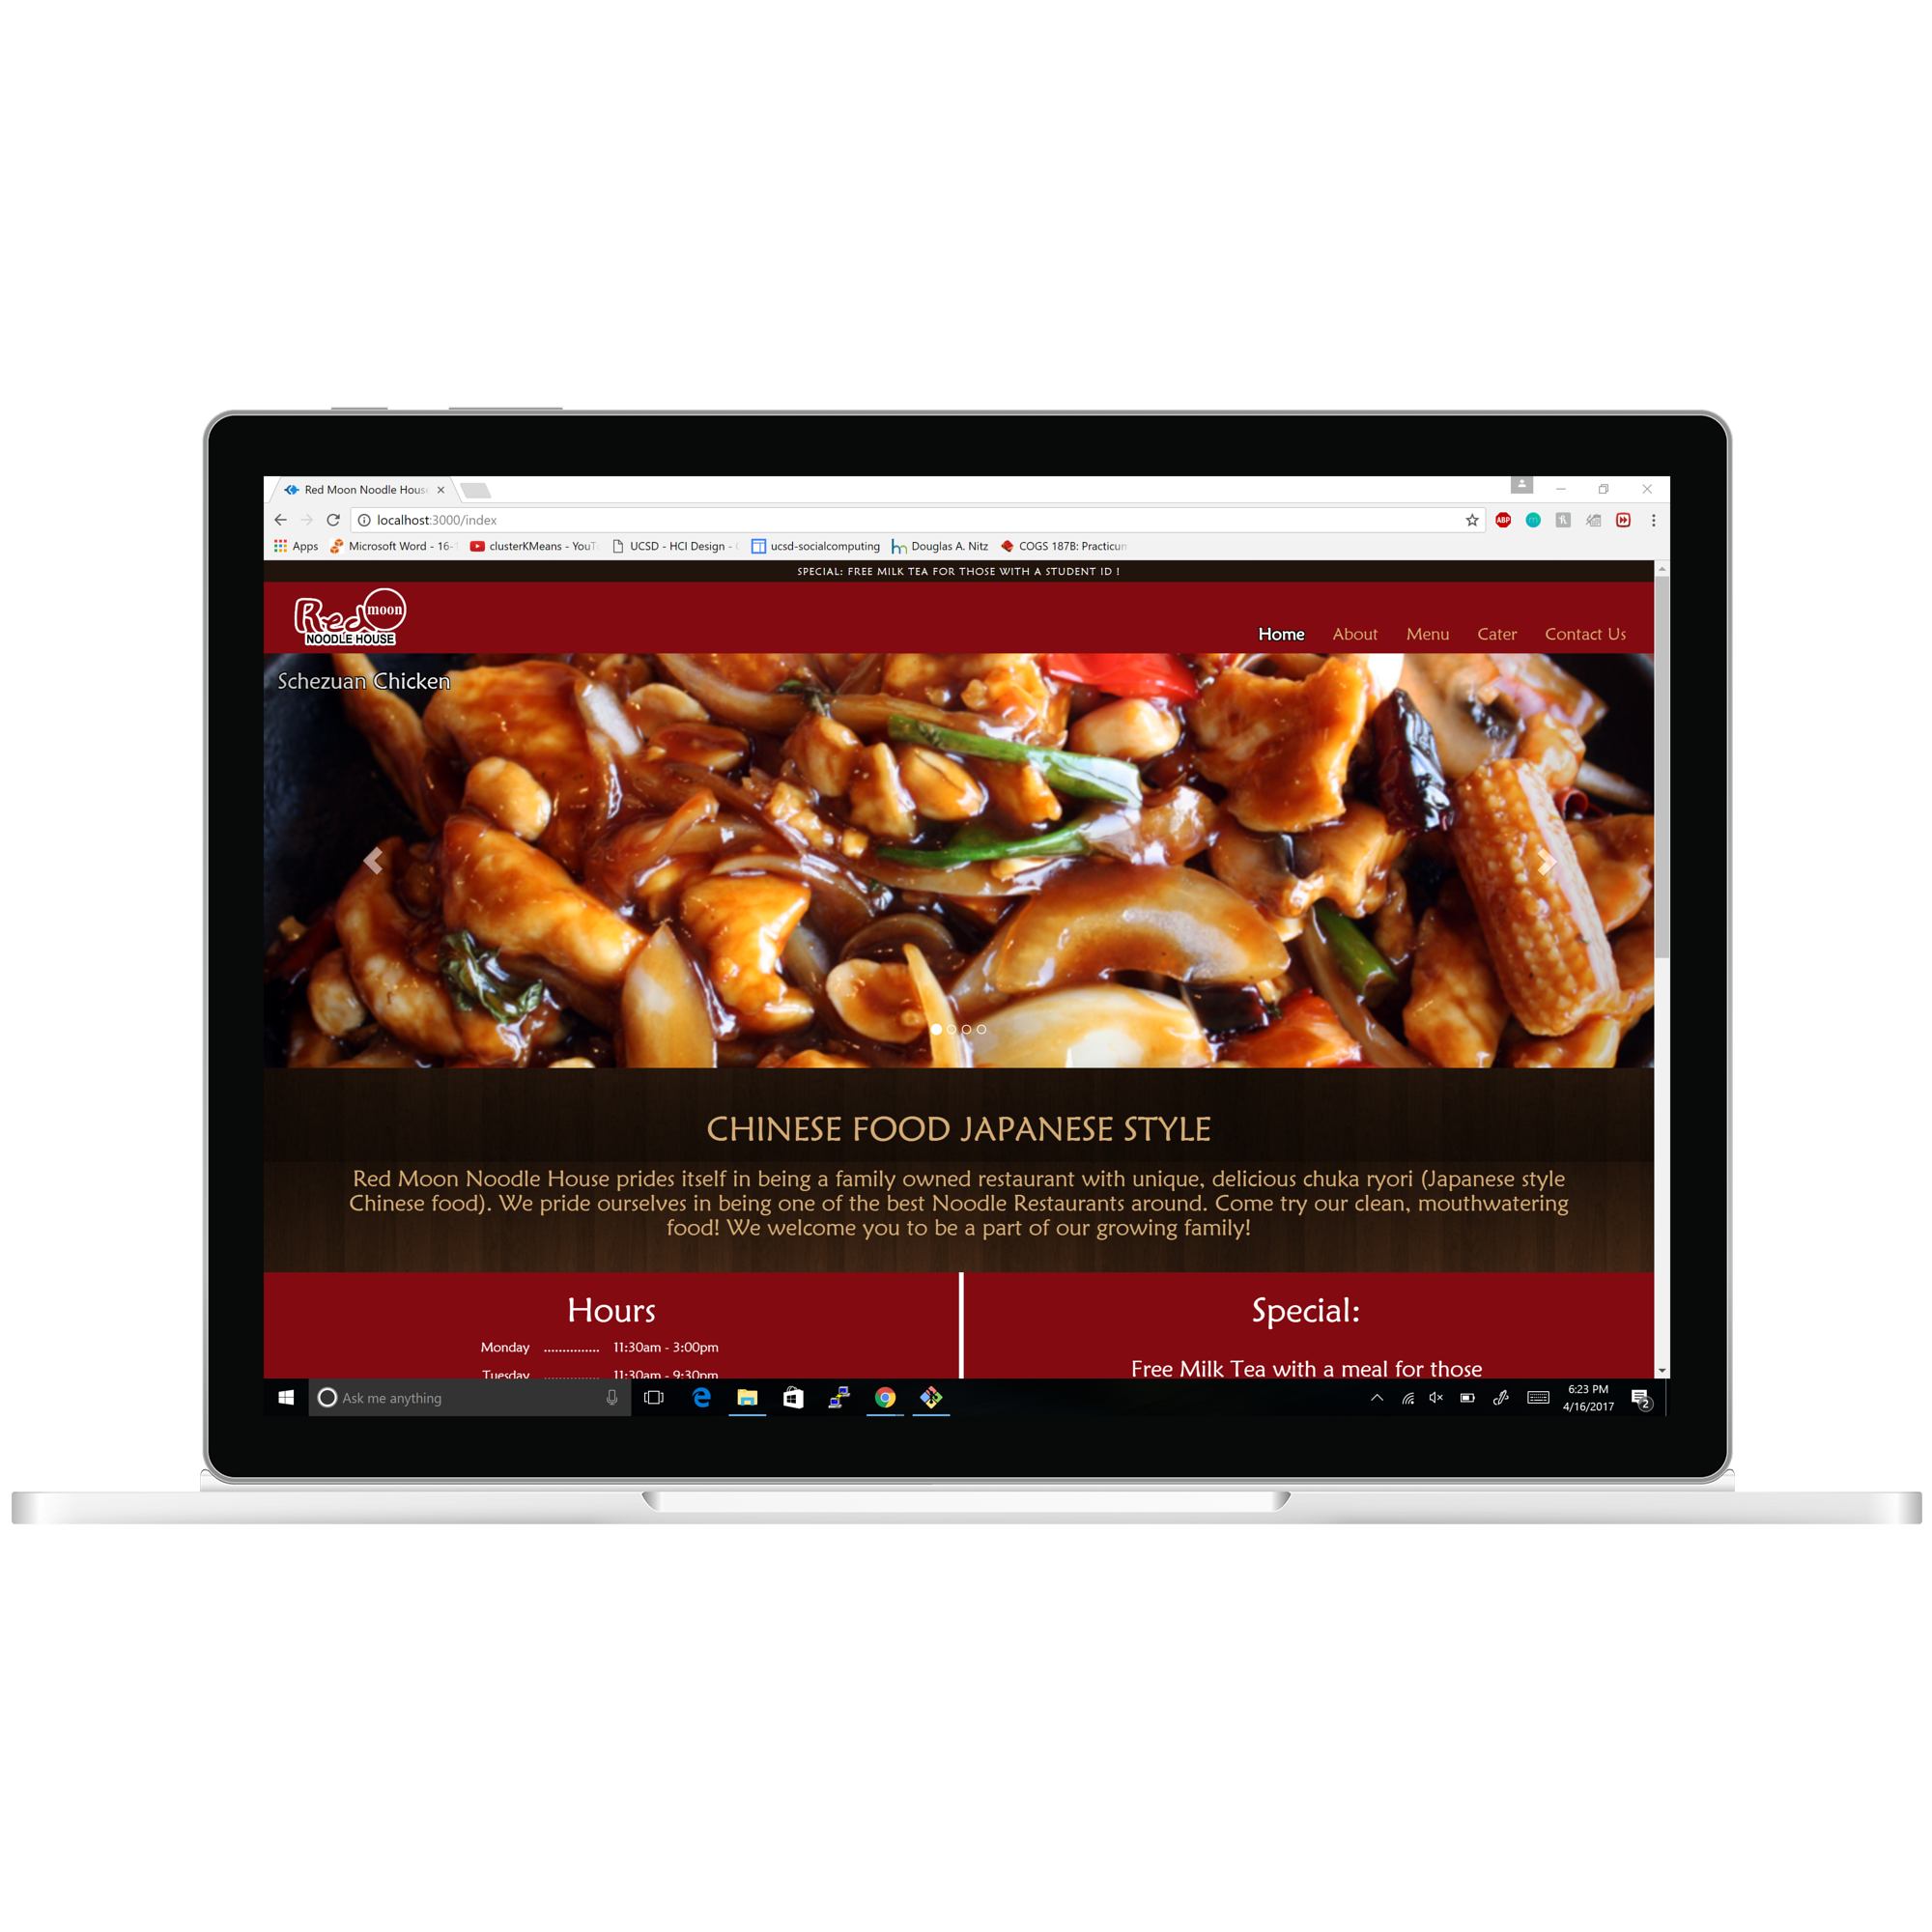 Red Moon Noodle Hous
localhost:3000/index
ABP
Apps
Microsoft Word - 16-
clusterKMeans - YouT
UCSD - HCI Design -
ucsd-socialcomputing
Douglas A. Nitz
COGS 187B: Practicum
SPECIAL: FREE MILK TEA FOR THOSE WITH A STUDENT ID !
Red moon
NOODLE HOUSE
Home About Menu Cater Contact Us
Schezuan Chicken
CHINESE FOOD JAPANESE STYLE
Red Moon Noodle House prides itself in being a family owned restaurant with unique, delicious chuka ryori (Japanese style
Chinese food). We pride ourselves in being one of the best Noodle Restaurants around. Come try our clean, mouthwatering
food! We welcome you to be a part of our growing family!
Hours
Monday ............... 11:30am - 3:00pm
Tuesday ............... 11:30am - 9:30pm
Special:
Free Milk Tea with a meal for those
Ask me anything
6:23 PM
4/16/2017
2